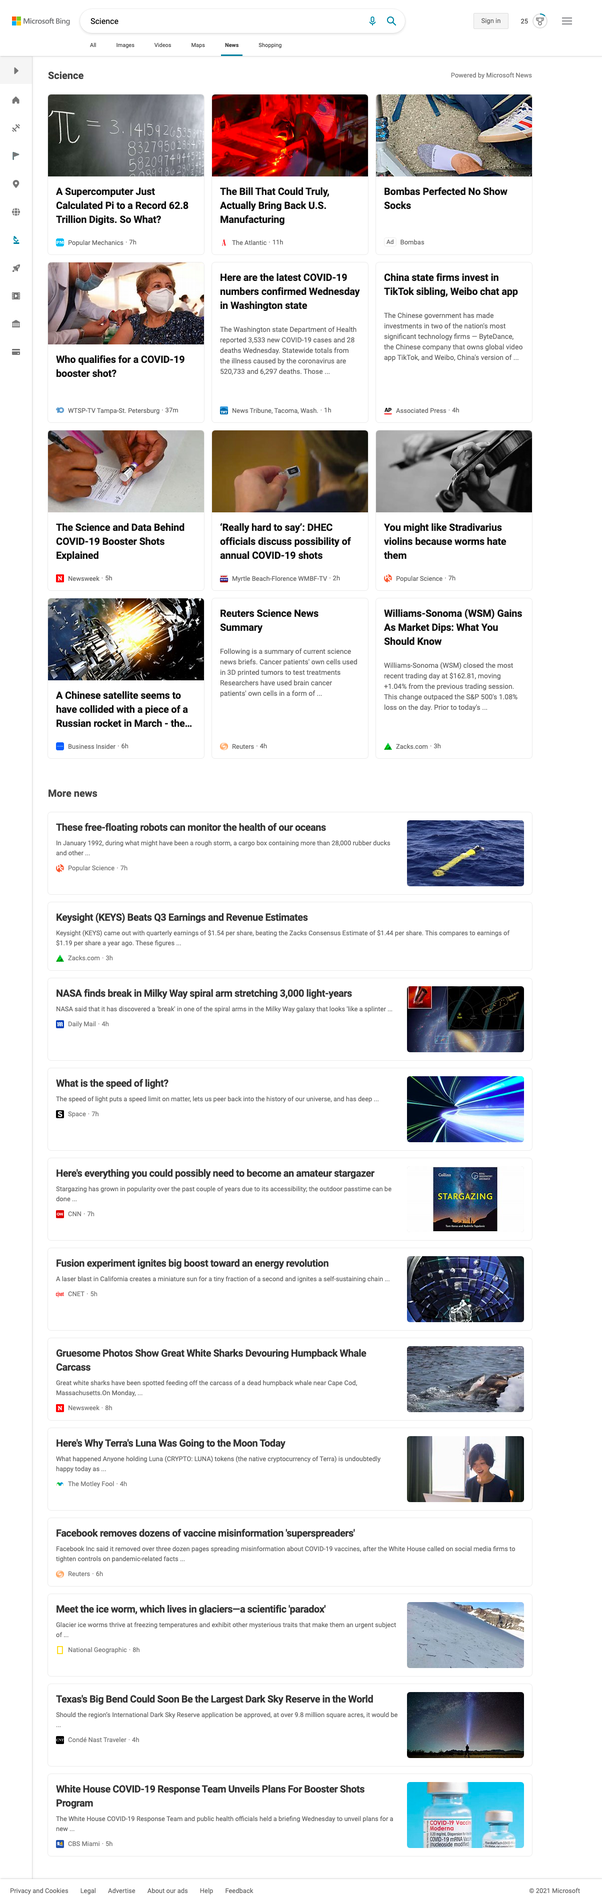 Microsoft Bing
Science
Sign in
25
All
Images
Videos
Maps
News
Shopping
Science
Powered by Microsoft News
π = 3.
A Supercomputer Just
Calculated Pi to a Record 62.8
Trillion Digits. So What?
Popular Mechanics · 7h
The Bill That Could Truly,
Actually Bring Back U.S.
Manufacturing
The Atlantic · 11h
Bombas Perfected No Show
Socks
Ad Bombas
Who qualifies for a COVID-19
booster shot?
WTSP-TV Tampa-St. Petersburg · 37m
Here are the latest COVID-19
numbers confirmed Wednesday
in Washington state
The Washington state Department of Health
reported 3,533 new COVID-19 cases and 28
deaths Wednesday. Statewide totals from
the illness caused by the coronavirus are
520,733 and 6,297 deaths. Those ...
News Tribune, Tacoma, Wash. · 1h
China state firms invest in
TikTok sibling, Weibo chat app
The Chinese government has made
investments in two of the nation's most
significant technology firms — ByteDance,
the Chinese company that owns global video
app TikTok, and Weibo, China's version of ...
AP Associated Press · 4h
The Science and Data Behind
COVID-19 Booster Shots
Explained
Newsweek · 5h
'Really hard to say': DHEC
officials discuss possibility of
annual COVID-19 shots
Myrtle Beach-Florence WMBF-TV · 2h
You might like Stradivarius
violins because worms hate
them
Popular Science · 7h
A Chinese satellite seems to
have collided with a piece of a
Russian rocket in March - the...
Business Insider · 6h
Reuters Science News
Summary
Following is a summary of current science
news briefs. Cancer patients' own cells used
in 3D printed tumors to test treatments
Researchers have used brain cancer
patients' own cells in a form of ...
Reuters · 4h
Williams-Sonoma (WSM) Gains
As Market Dips: What You
Should Know
Williams-Sonoma (WSM) closed the most
recent trading day at $162.81, moving
+1.04% from the previous trading session.
This change outpaced the S&P 500's 1.08%
loss on the day. Prior to today's ...
Zacks.com · 3h
More news
These free-floating robots can monitor the health of our oceans
In January 1992, during what might have been a rough storm, a cargo box containing more than 28,000 rubber ducks
and other ...
Popular Science · 7h
Keysight (KEYS) Beats Q3 Earnings and Revenue Estimates
Keysight (KEYS) came out with quarterly earnings of $1.54 per share, beating the Zacks Consensus Estimate of $1.44 per share. This compares to earnings of
$1.19 per share a year ago. These figures ...
Zacks.com · 3h
NASA finds break in Milky Way spiral arm stretching 3,000 light-years
NASA said that it has discovered a 'break' in one of the spiral arms in the Milky Way galaxy that looks 'like a splinter ...
Daily Mail · 4h
What is the speed of light?
The speed of light puts a speed limit on matter, lets us peer back into the history of our universe, and has deep ...
Space · 7h
Here's everything you could possibly need to become an amateur stargazer
Stargazing has grown in popularity over the past couple of years due to its accessibility; the outdoor passtime can be
done ...
CNN · 7h
Collins
STARGAZING
Fusion experiment ignites big boost toward an energy revolution
A laser blast in California creates a miniature sun for a tiny fraction of a second and ignites a self-sustaining chain ...
CNET · 5h
Gruesome Photos Show Great White Sharks Devouring Humpback Whale
Carcass
Great white sharks have been spotted feeding off the carcass of a dead humpback whale near Cape Cod,
Massachusetts.On Monday, ...
Newsweek · 8h
Here's Why Terra's Luna Was Going to the Moon Today
What happened Anyone holding Luna (CRYPTO: LUNA) tokens (the native cryptocurrency of Terra) is undoubtedly
happy today as ...
The Motley Fool · 4h
Facebook removes dozens of vaccine misinformation 'superspreaders'
Facebook Inc said it removed over three dozen pages spreading misinformation about COVID-19 vaccines, after the White House called on social media firms to
tighten controls on pandemic-related facts ...
Reuters · 6h
Meet the ice worm, which lives in glaciers—a scientific 'paradox'
Glacier ice worms thrive at freezing temperatures and exhibit other mysterious traits that make them an urgent subject
of ...
National Geographic · 8h
Texas's Big Bend Could Soon Be the Largest Dark Sky Reserve in the World
Should the region's International Dark Sky Reserve application be approved, at over 9.8 million square acres, it would be
...
Condé Nast Traveler · 4h
White House COVID-19 Response Team Unveils Plans For Booster Shots
Program
The White House COVID-19 Response Team and public health officials held a briefing Wednesday to unveil plans for a
new ...
CBS Miami · 5h
Moderna
Privacy and Cookies
Legal
Advertise
About our ads
Help
Feedback
© 2021 Microsoft